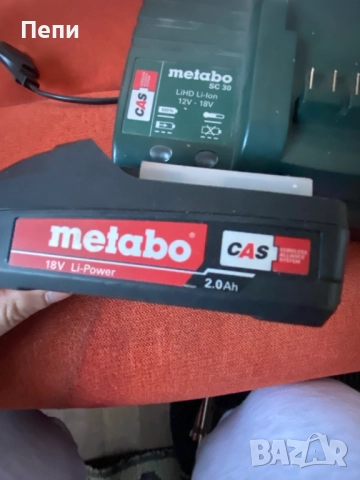 Пепи
metabo
SC 30
LiHD Li-Ion
12V - 18V
CAS
100%
metabo
18V Li-Power
CAS
CORDLESS
ALLIANCE
SYSTEM
2.0Ah
BAZAR